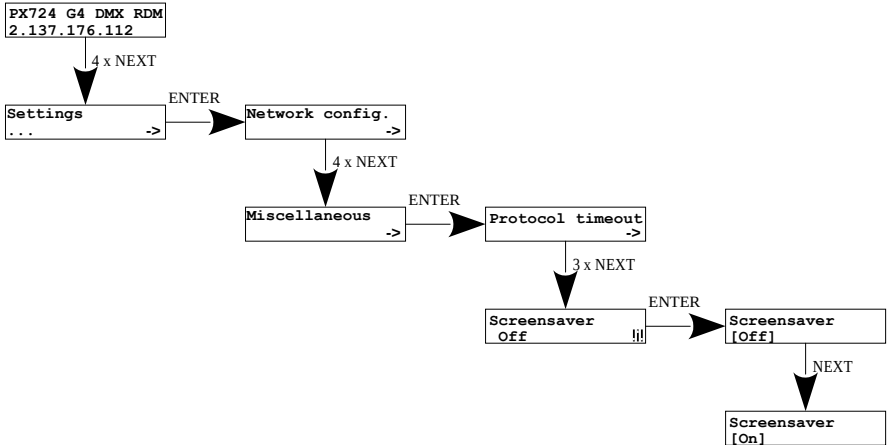 PX724 G4 DMX RDM
2.137.176.112
4 x NEXT
Settings
... ->
ENTER
Network config.
->
4 x NEXT
Miscellaneous
->
ENTER
Protocol timeout
->
3 x NEXT
Screensaver
Off
ENTER
Screensaver
[Off]
NEXT
Screensaver
[On]